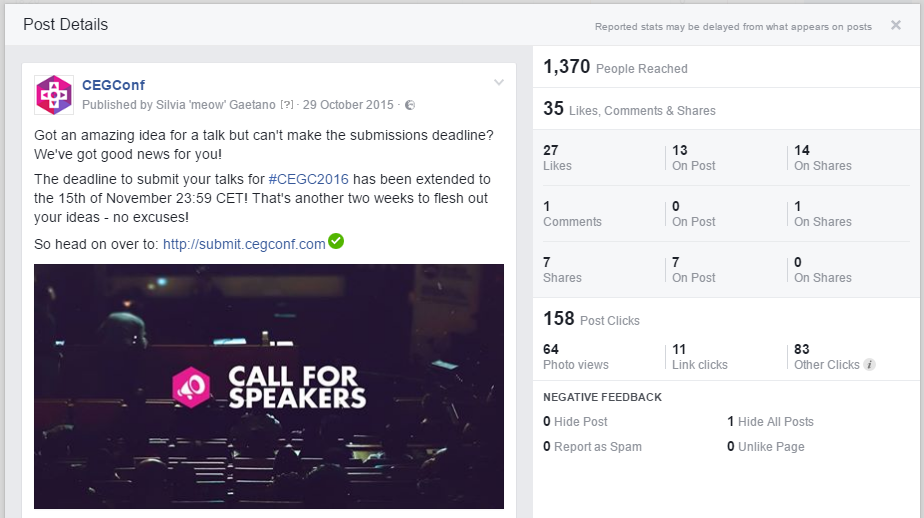 Post Details
Reported stats may be delayed from what appears on posts
CEGConf
Published by Silvia 'meow' Gaetano [?] · 29 October 2015 ·
Got an amazing idea for a talk but can't make the submissions deadline?
We've got good news for you!
The deadline to submit your talks for #CEGC2016 has been extended to
the 15th of November 23:59 CET! That's another two weeks to flesh out
your ideas - no excuses!
So head on over to: http://submit.cegconf.com
CALL FOR
SPEAKERS
1,370 People Reached
35 Likes, Comments & Shares
27 13 14
Likes On Post On Shares
1 0 1
Comments On Post On Shares
7 7 0
Shares On Post On Shares
158 Post Clicks
64 11 83
Photo views Link clicks Other Clicks i
NEGATIVE FEEDBACK
0 Hide Post 1 Hide All Posts
0 Report as Spam 0 Unlike Page